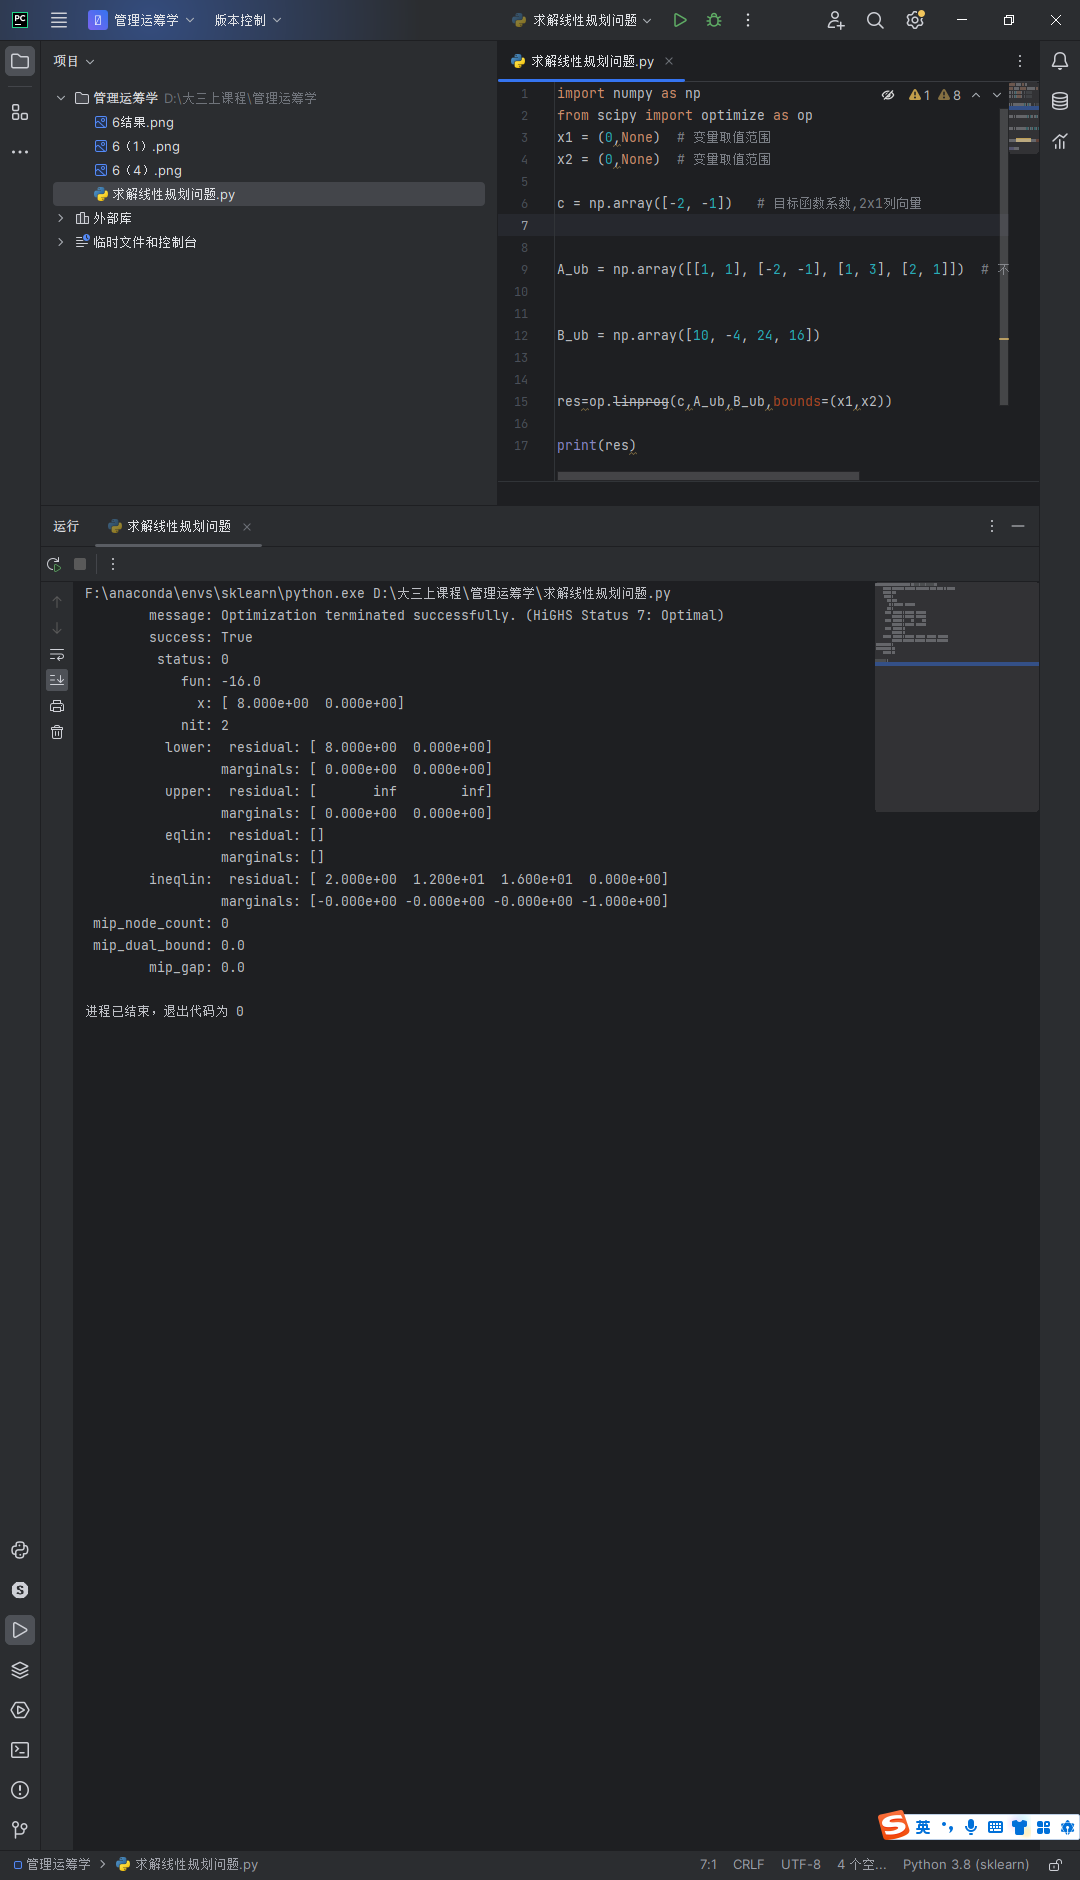 PC 管理运筹学 版本控制 求解线性规划问题
项目
管理运筹学 D:\大三上课程\管理运筹学
6结果.png
6（1）.png
6（4）.png
求解线性规划问题.py
外部库
临时文件和控制台
求解线性规划问题.py
1 8
1 import numpy as np
2 from scipy import optimize as op
3 x1 = (0,None)  # 变量取值范围
4 x2 = (0,None)  # 变量取值范围
5
6 c = np.array([-2, -1])   # 目标函数系数,2x1列向量
7
8
9 A_ub = np.array([[1, 1], [-2, -1], [1, 3], [2, 1]])  # 不
10
11
12 B_ub = np.array([10, -4, 24, 16])
13
14
15 res=op.linprog(c,A_ub,B_ub,bounds=(x1,x2))
16
17 print(res)
运行 求解线性规划问题
F:\anaconda\envs\sklearn\python.exe D:\大三上课程\管理运筹学\求解线性规划问题.py
message: Optimization terminated successfully. (HiGHS Status 7: Optimal)
success: True
status: 0
fun: -16.0
x: [ 8.000e+00  0.000e+00]
nit: 2
lower:  residual: [ 8.000e+00  0.000e+00]
marginals: [ 0.000e+00  0.000e+00]
upper:  residual: [       inf        inf]
marginals: [ 0.000e+00  0.000e+00]
eqlin:  residual: []
marginals: []
ineqlin:  residual: [ 2.000e+00  1.200e+01  1.600e+01  0.000e+00]
marginals: [-0.000e+00 -0.000e+00 -0.000e+00 -1.000e+00]
mip_node_count: 0
mip_dual_bound: 0.0
mip_gap: 0.0
进程已结束，退出代码为 0
S 英
管理运筹学 > 求解线性规划问题.py 7:1 CRLF UTF-8 4 个空... Python 3.8 (sklearn)